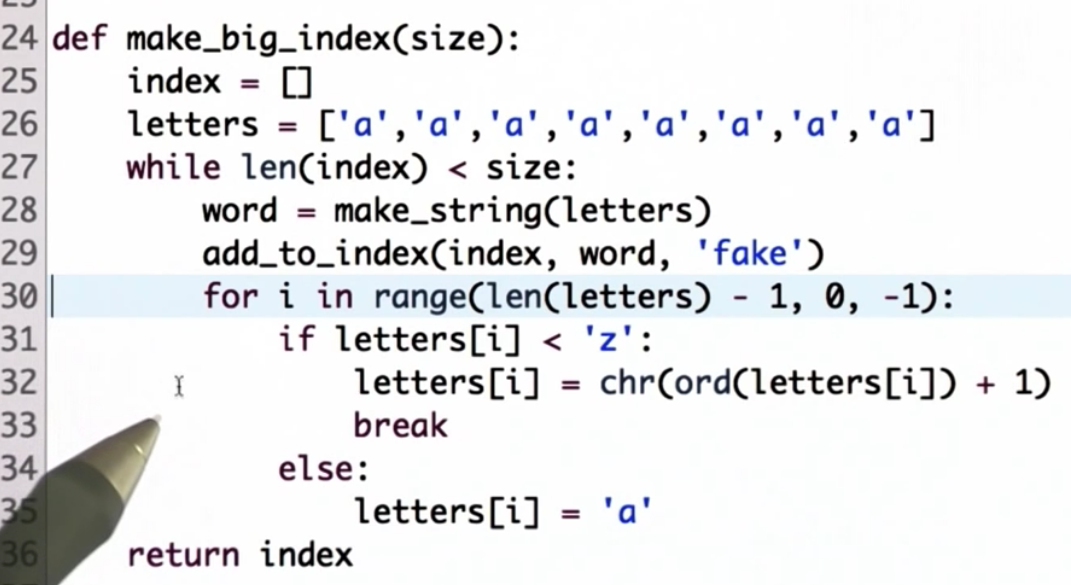 24 def make_big_index(size):
25     index = []
26     letters = ['a','a','a','a','a','a','a','a']
27     while len(index) < size:
28         word = make_string(letters)
29         add_to_index(index, word, 'fake')
30         for i in range(len(letters) - 1, 0, -1):
31             if letters[i] < 'z':
32                 letters[i] = chr(ord(letters[i]) + 1)
33                 break
34             else:
35                 letters[i] = 'a'
36     return index